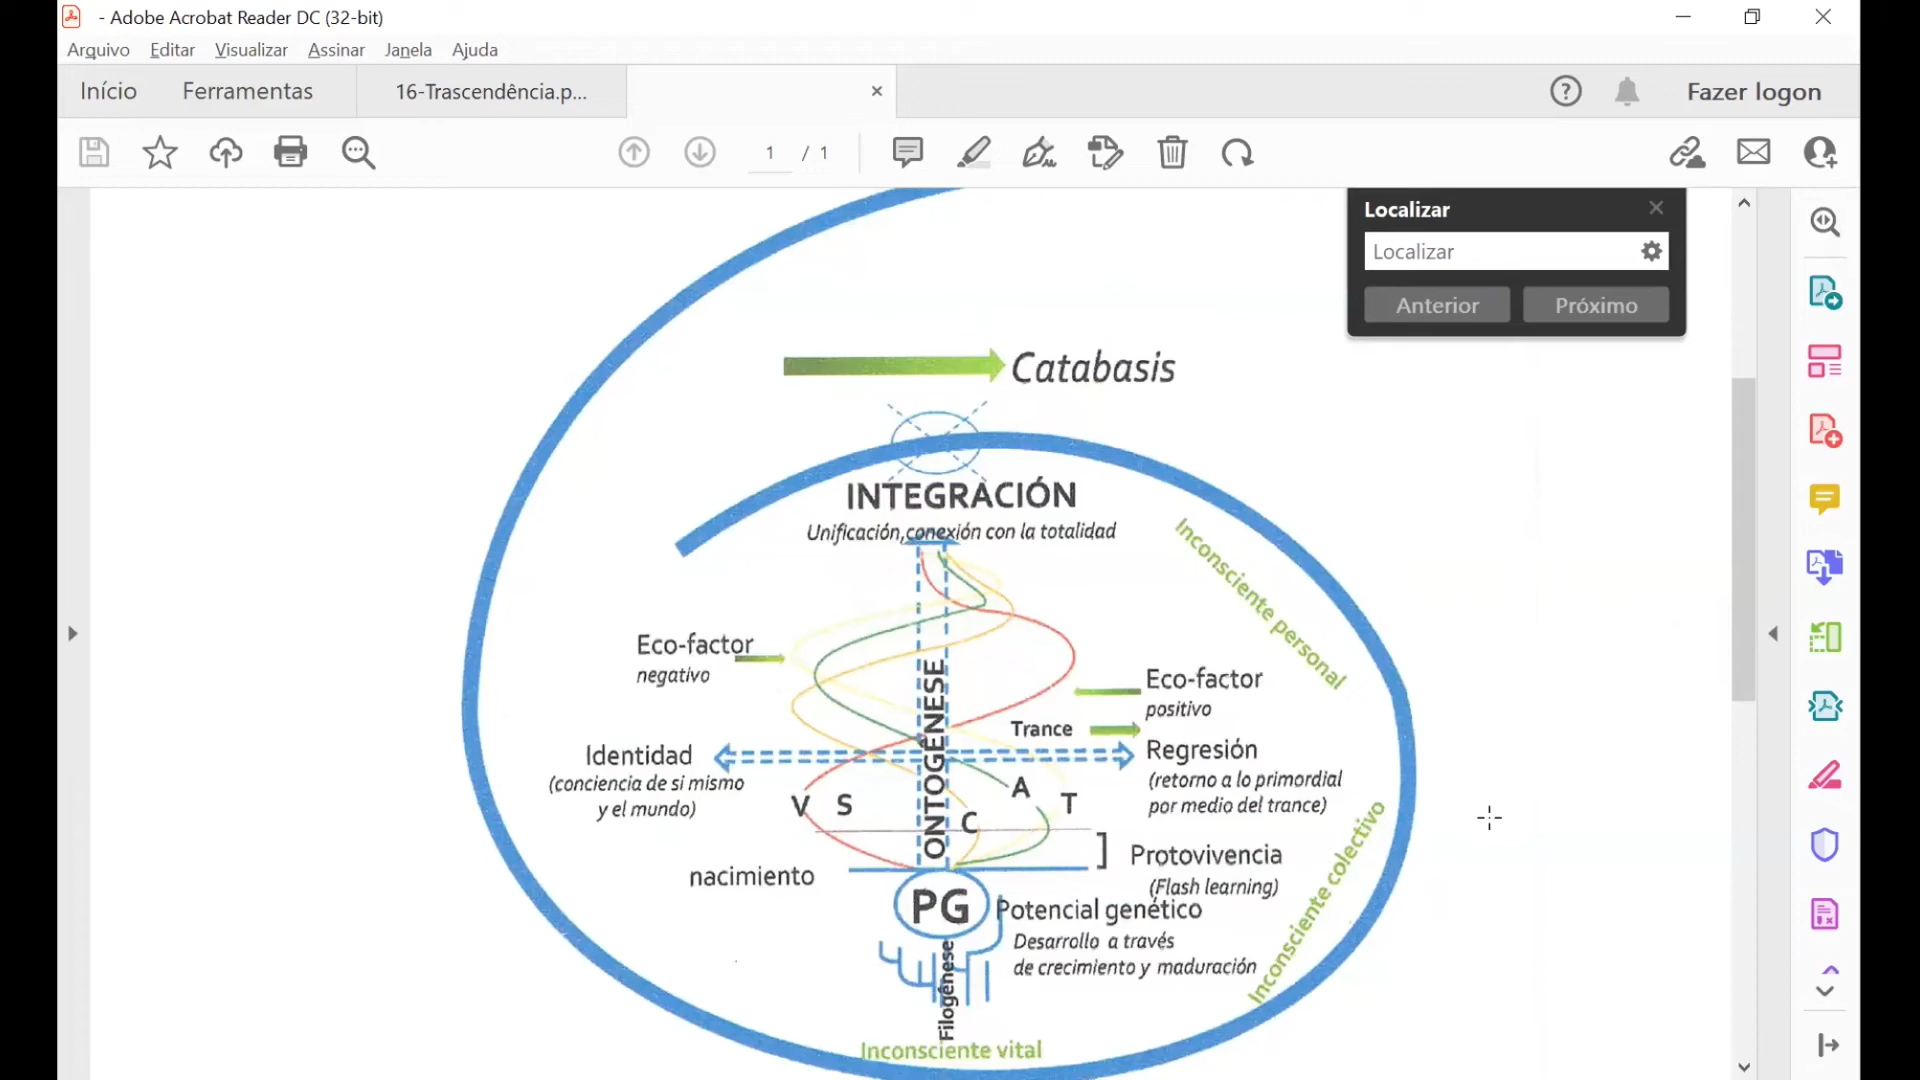 - Adobe Acrobat Reader DC (32-bit)
Arquivo Editar Visualizar Assinar Janela Ajuda
Início Ferramentas 16-Trascendência.p... Fazer logon
1 / 1
Localizar
Localizar
Anterior Próximo
Catabasis
INTEGRACIÓN
Unificación,conexión con la totalidad
Inconsciente personal
Eco-factor
negativo
Eco-factor
positivo
Trance
Identidad
(conciencia de si mismo
y el mundo)
Regresión
(retorno a lo primordial
por medio del trance)
ONTOGÉNESE
V S C A T
Protovivencia
(Flash learning)
nacimiento
PG
Potencial genético
Desarrollo a través
de crecimiento y maduración
Inconsciente colectivo
Filogénese
Inconsciente vital